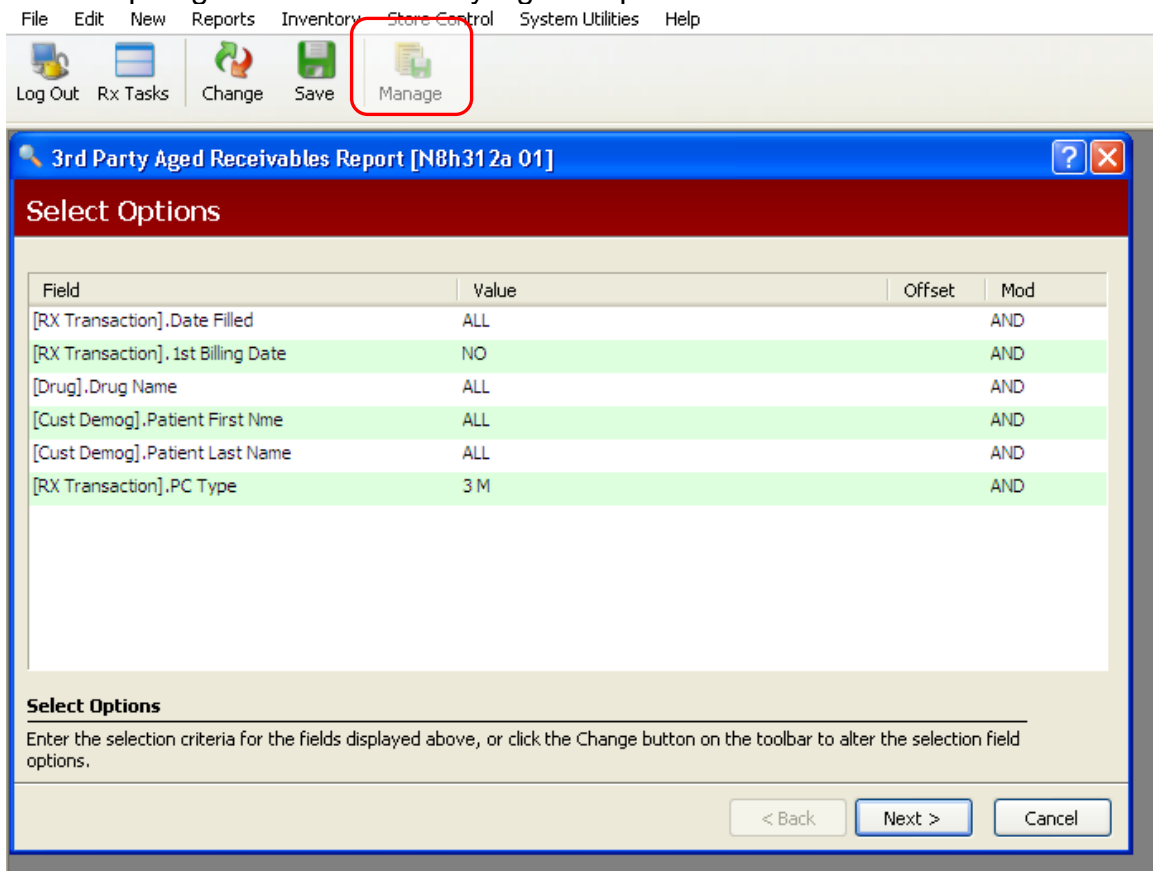 File Edit New Reports Inventory Store Control System Utilities Help
Log Out Rx Tasks Change Save Manage
3rd Party Aged Receivables Report [N8h312a 01]
Select Options
Field Value Offset Mod
[RX Transaction].Date Filled ALL AND
[RX Transaction].1st Billing Date NO AND
[Drug].Drug Name ALL AND
[Cust Demog].Patient First Nme ALL AND
[Cust Demog].Patient Last Name ALL AND
[RX Transaction].PC Type 3 M AND
Select Options
Enter the selection criteria for the fields displayed above, or click the Change button on the toolbar to alter the selection field
options.
< Back Next > Cancel